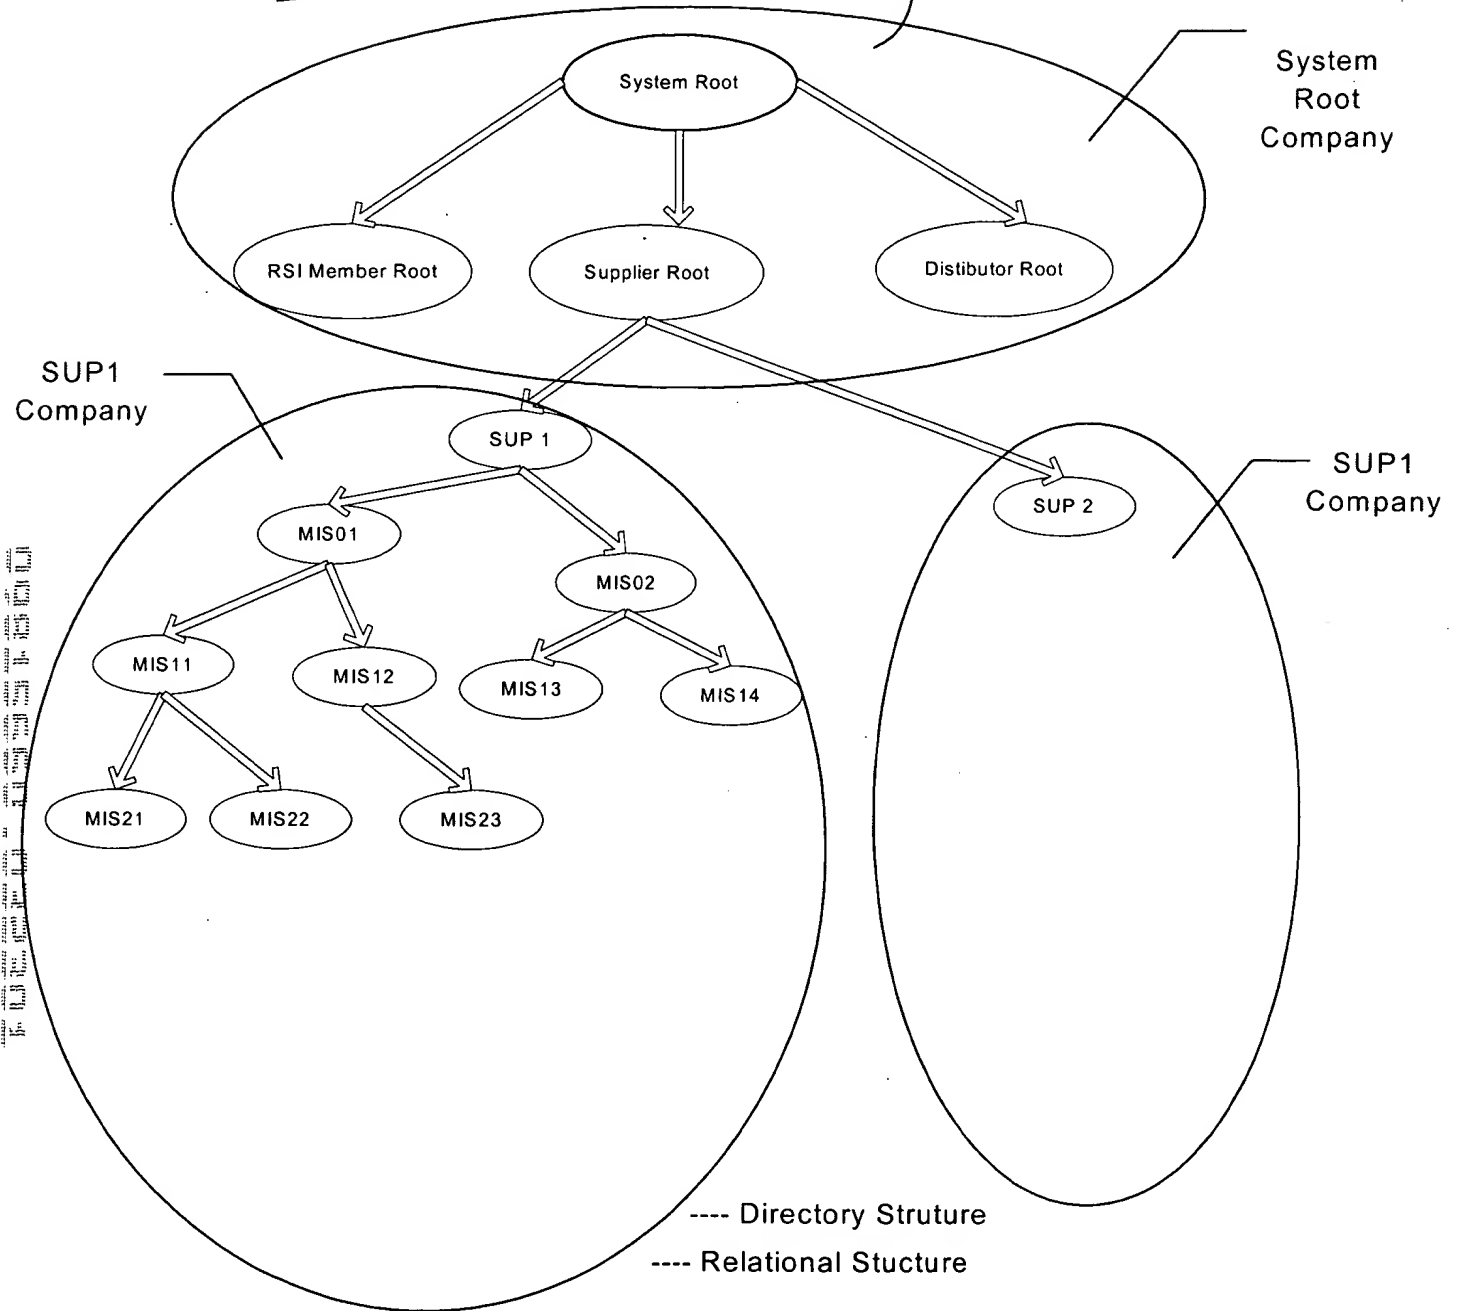 System Root
System
Root
Company
RSI Member Root
Supplier Root
Distibutor Root
SUP1
Company
SUP 1
SUP1
Company
SUP 2
MIS01
MIS02
MIS11
MIS12
MIS13
MIS14
MIS21
MIS22
MIS23
---- Directory Struture
---- Relational Stucture